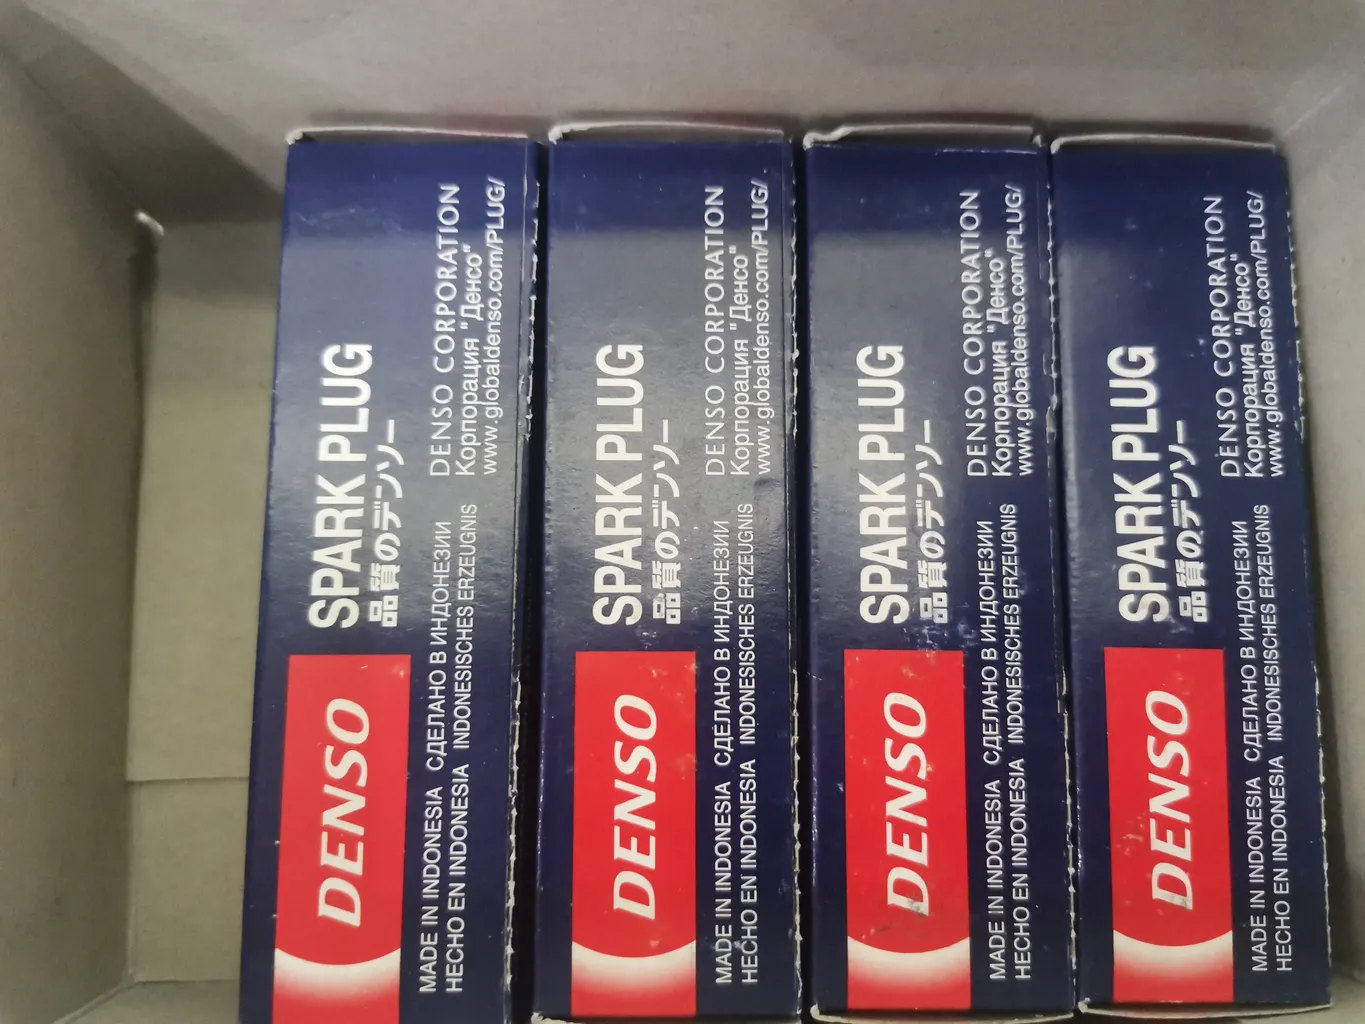 DENSO
SPARK PLUG
品質のデンソー
MADE IN INDONESIA СДЕЛАНО В ИНДОНЕЗИИ
HECHO EN INDONESIA INDONESISCHES ERZEUGNIS
DENSO CORPORATION
Корпорация "Денсо"
www.globaldenso.com/PLUG/
DENSO
SPARK PLUG
品質のデンソー
MADE IN INDONESIA СДЕЛАНО В ИНДОНЕЗИИ
HECHO EN INDONESIA INDONESISCHES ERZEUGNIS
DENSO CORPORATION
Корпорация "Денсо"
www.globaldenso.com/PLUG/
DENSO
SPARK PLUG
品質のデンソー
MADE IN INDONESIA СДЕЛАНО В ИНДОНЕЗИИ
HECHO EN INDONESIA INDONESISCHES ERZEUGNIS
DENSO CORPORATION
Корпорация "Денсо"
www.globaldenso.com/PLUG/
DENSO
SPARK PLUG
品質のデンソー
MADE IN INDONESIA СДЕЛАНО В ИНДОНЕЗИИ
HECHO EN INDONESIA INDONESISCHES ERZEUGNIS
DENSO CORPORATION
Корпорация "Денсо"
www.globaldenso.com/PLUG/